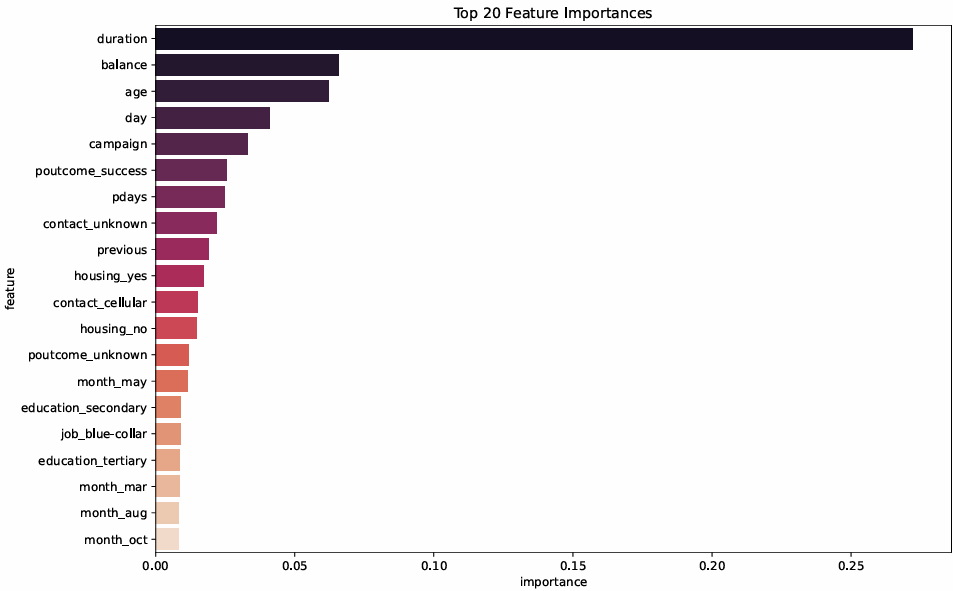 Top 20 Feature Importances
duration
balance
age
day
campaign
poutcome_success
pdays
contact_unknown
previous
housing_yes
contact_cellular
housing_no
poutcome_unknown
month_may
education_secondary
job_blue-collar
education_tertiary
month_mar
month_aug
month_oct
feature
0.00 0.05 0.10 0.15 0.20 0.25
importance